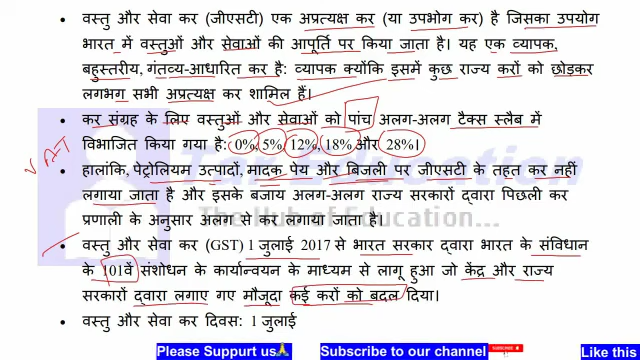 वस्तु और सेवा कर (जीएसटी) एक अप्रत्यक्ष कर (या उपभोग कर) है जिसका उपयोग
भारत में वस्तुओं और सेवाओं की आपूर्ति पर किया जाता है। यह एक व्यापक,
बहुस्तरीय, गंतव्य-आधारित कर है: व्यापक क्योंकि इसमें कुछ राज्य करों को छोड़कर
लगभग सभी अप्रत्यक्ष कर शामिल हैं।
कर संग्रह के लिए वस्तुओं और सेवाओं को पांच अलग-अलग टैक्स स्लैब में
विभाजित किया गया है: 0%, 5%, 12%, 18% और 28%।
VAT
हालांकि, पेट्रोलियम उत्पादों, मादक पेय और बिजली पर जीएसटी के तहत कर नहीं
लगाया जाता है और इसके बजाय अलग-अलग राज्य सरकारों द्वारा पिछली कर
प्रणाली के अनुसार अलग से कर लगाया जाता है।
The Hub of Education...
वस्तु और सेवा कर (GST) 1 जुलाई 2017 से भारत सरकार द्वारा भारत के संविधान
के 101वें संशोधन के कार्यान्वयन के माध्यम से लागू हुआ जो केंद्र और राज्य
सरकारों द्वारा लगाए गए मौजूदा कई करों को बदल दिया।
वस्तु और सेवा कर दिवस: 1 जुलाई
Please Suppurt us🙏 Subscribe to our channel Like this